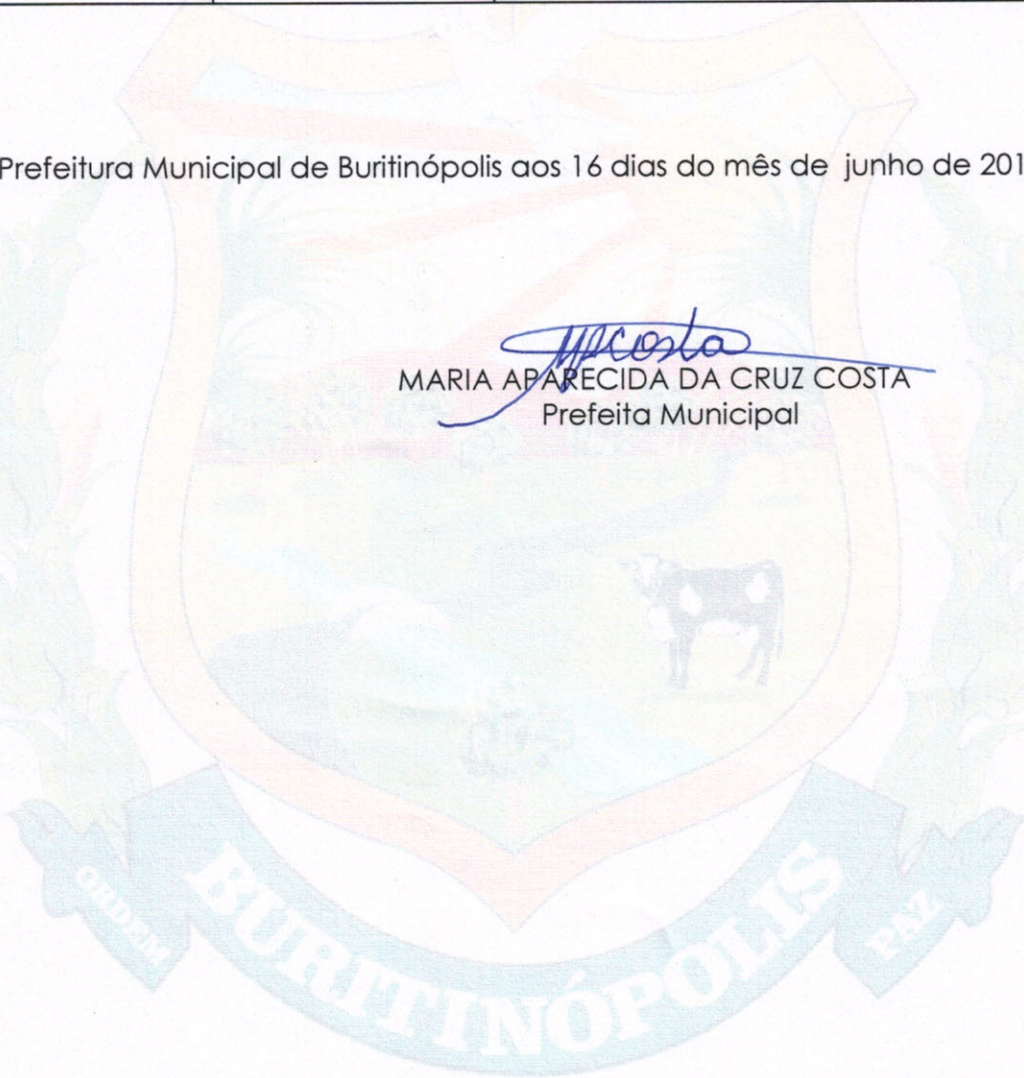 Prefeitura Municipal de Buritinópolis aos 16 dias do mês de junho de 201
MARIA APARECIDA DA CRUZ COSTA
Prefeita Municipal
ORDEM
BURITINÓPOLIS
PAZ